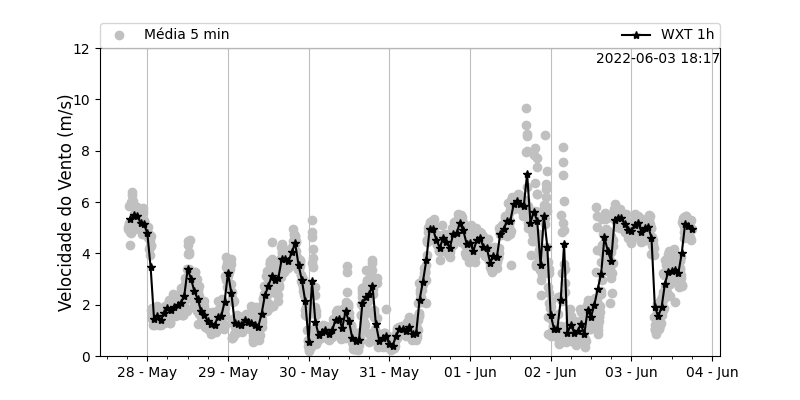 Média 5 min
WXT 1h
2022-06-03 18:17
Velocidade do Vento (m/s)
12
10
8
6
4
2
0
28 - May
29 - May
30 - May
31 - May
01 - Jun
02 - Jun
03 - Jun
04 - Jun